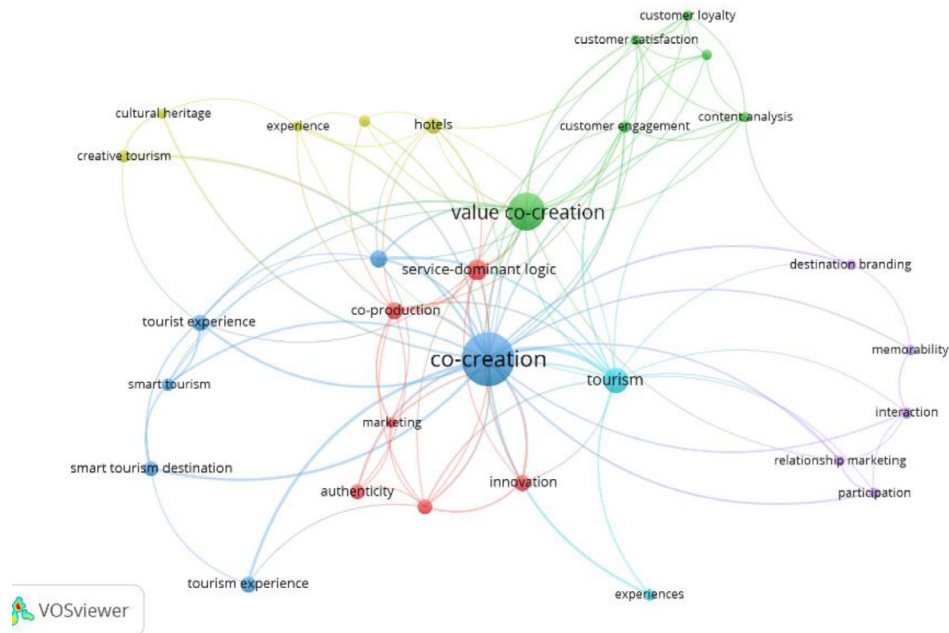 customer loyalty
customer satisfaction
cultural heritage
experience
hotels
customer engagement
content analysis
creative tourism
value co-creation
service-dominant logic
destination branding
co-production
tourist experience
co-creation
memorability
tourism
smart tourism
interaction
marketing
relationship marketing
smart tourism destination
innovation
authenticity
participation
tourism experience
experiences
VOSviewer